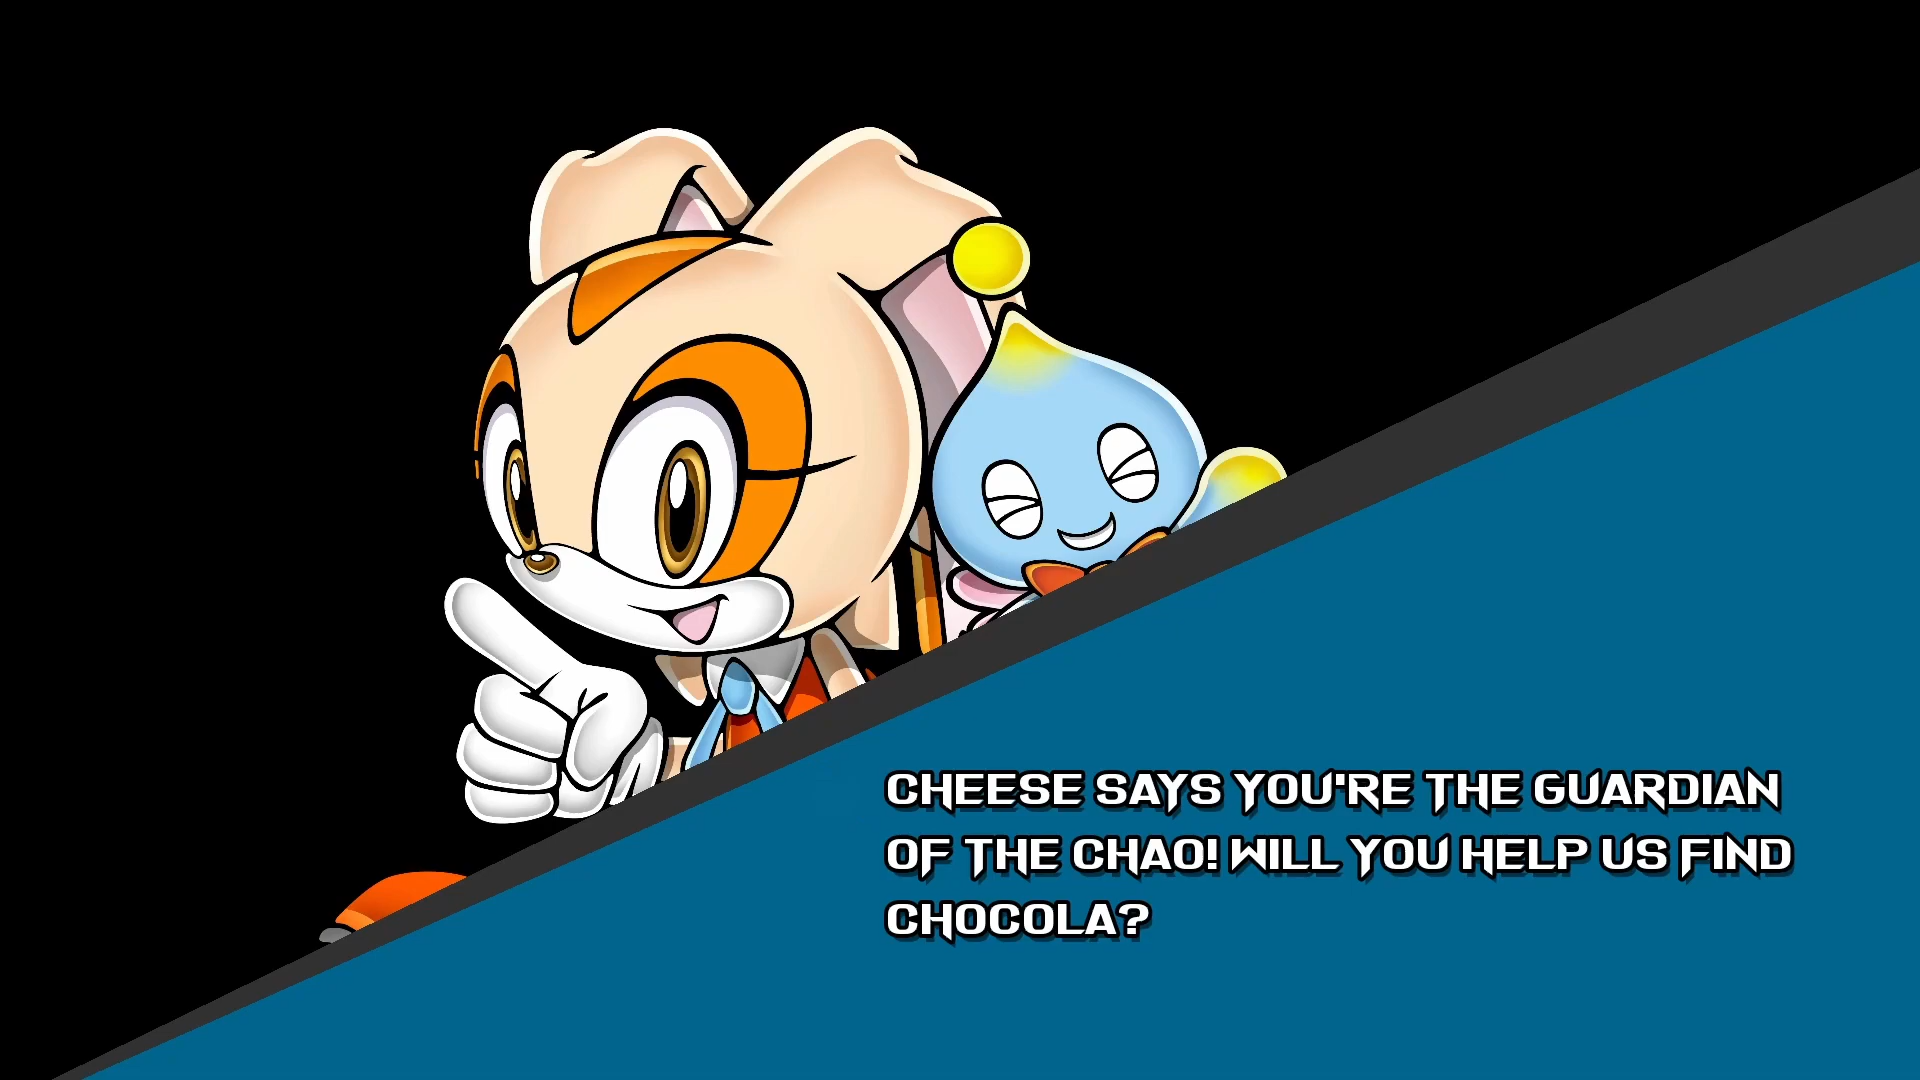 CHEESE SAYS YOU'RE THE GUARDIAN
OF THE CHAO! WILL YOU HELP US FIND
CHOCOLA?